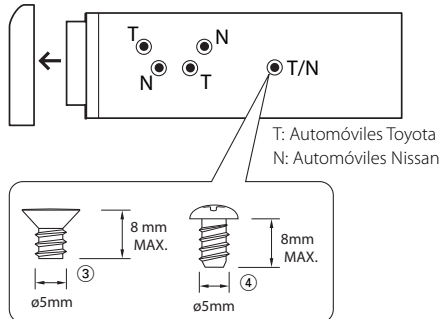 T N
N T T/N
T: Automóviles Toyota
N: Automóviles Nissan
8 mm
MAX.
③
ø5mm
8mm
MAX.
④
ø5mm